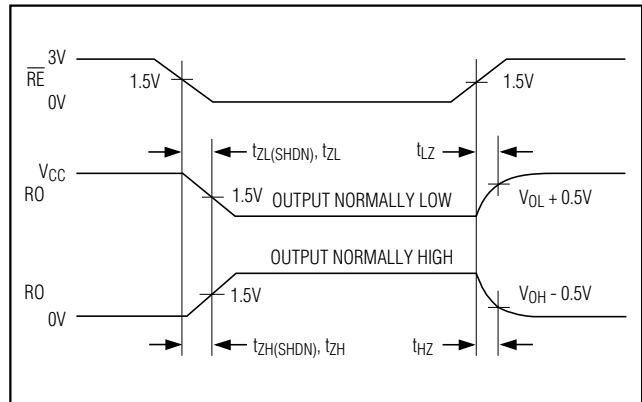 3V
R̅E̅
1.5V
1.5V
0V
tZL(SHDN), tZL
tLZ
VCC
RO
1.5V
OUTPUT NORMALLY LOW
VOL + 0.5V
OUTPUT NORMALLY HIGH
RO
1.5V
VOH - 0.5V
0V
tZH(SHDN), tZH
tHZ